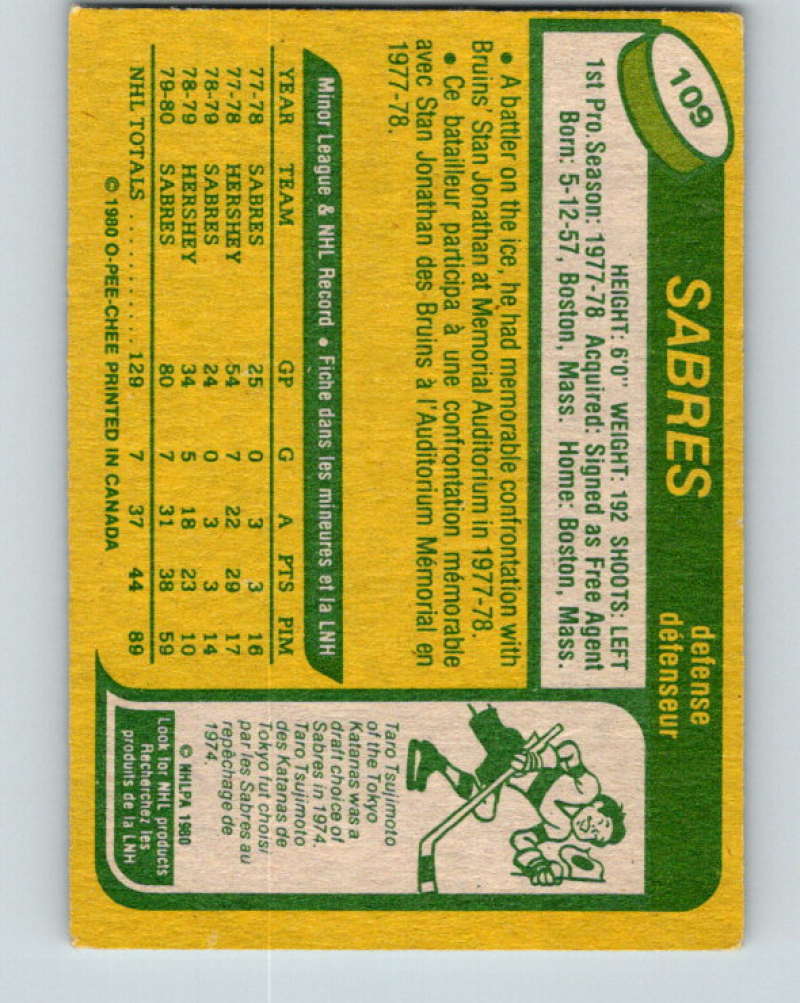 109
SABRES
defense
défenseur
HEIGHT: 6'0" WEIGHT: 192 SHOOTS: LEFT
1st Pro.Season: 1977-78 Acquired: Signed as Free Agent
Born: 5-12-57, Boston, Mass. Home: Boston, Mass.
• A battler on the ice, he had memorable confrontation with
Bruins' Stan Jonathan at Memorial Auditorium in 1977-78.
• Ce batailleur participa à une confrontation mémorable
avec Stan Jonathan des Bruins à l'Auditorium Mémorial en
1977-78.
Minor League & NHL Record • Fiche dans les mineures et la LNH
YEAR TEAM GP G A PTS PIM
77-78 SABRES 25 0 3 3 16
77-78 HERSHEY 54 7 22 29 17
78-79 SABRES 24 0 3 3 14
78-79 HERSHEY 34 5 18 23 10
79-80 SABRES 80 7 31 38 59
NHL TOTALS .......... 129 7 37 44 89
© 1980 O-PEE-CHEE PRINTED IN CANADA
Taro Tsujimoto
of the Tokyo
Katanas was a
draft choice of
Sabres in 1974.
Taro Tsujimoto
des Katanas de
Tokyo fut choisi
par les Sabres au
repêchage de
1974.
© NHLPA 1980
Look for NHL products
Recherchez les
produits de la LNH